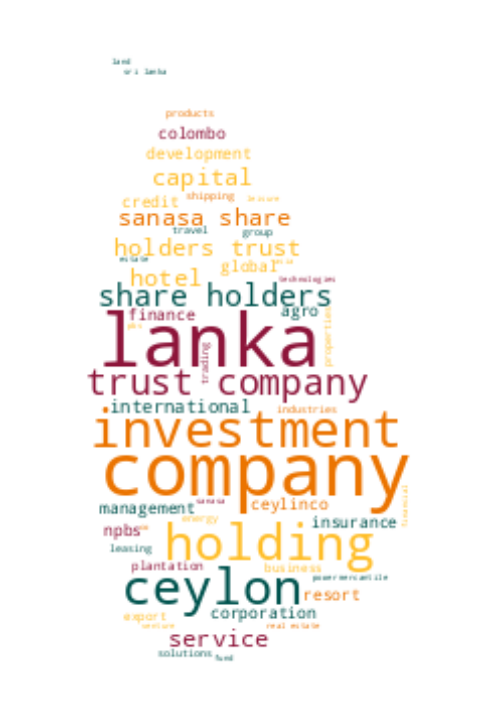 land
sri lanka
products
colombo
development
capital
credit shipping leisure
sanasa share
travel group
holders trust
estate global asia
hotel technologies
share holders
finance agro
plc properties
lanka
trading
trust company
international industries
investment
company
management sanasa ceylinco financial
energy insurance
npbs
holding
leasing
plantation business
ceylon powermercantile
resort
export corporation
venture real estate
service
solutions fund